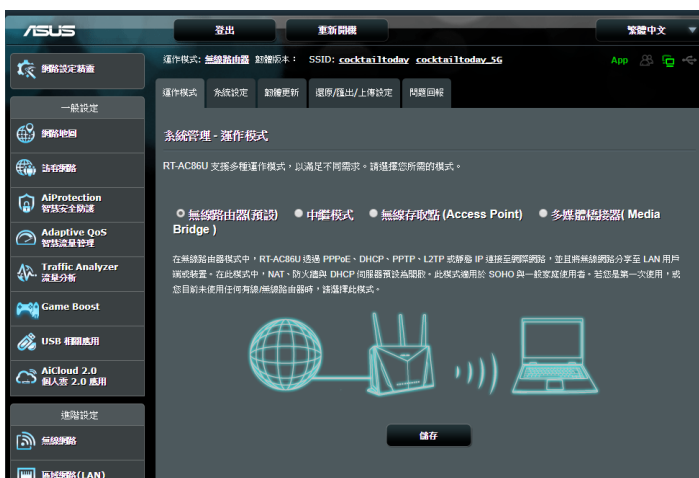 ASUS
登出
重新開機
繁體中文
運作模式: 無線路由器 韌體版本: SSID: cocktailtoday cocktailtoday_5G
App
網路設定精靈
一般設定
網路地圖
訪客網路
AiProtection
智慧安全防護
Adaptive QoS
智慧流量管理
Traffic Analyzer
流量分析
Game Boost
USB 相關應用
AiCloud 2.0
個人雲 2.0 應用
進階設定
無線網路
區域網路(LAN)
運作模式 系統設定 韌體更新 還原/匯出/上傳設定 問題回報
系統管理 - 運作模式
RT-AC86U 支援多種運作模式，以滿足不同需求。請選擇您所需的模式。
無線路由器(預設) 中繼模式 無線存取點 (Access Point) 多媒體橋接器( Media
Bridge )
在無線路由器模式中，RT-AC86U 透過 PPPoE、DHCP、PPTP、L2TP 或靜態 IP 連接至網際網路，並且將無線網路分享至 LAN 用戶
端或裝置。在此模式中，NAT、防火牆與 DHCP 伺服器預設為開啟。此模式適用於 SOHO 與一般家庭使用者。若您是第一次使用，或
您目前未使用任何有線/無線路由器時，請選擇此模式。
儲存